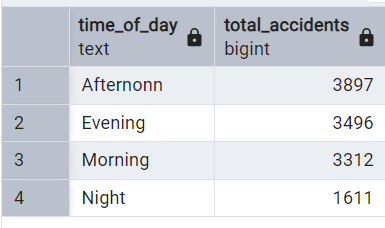 time_of_day total_accidents
text bigint
1 Afternonn 3897
2 Evening 3496
3 Morning 3312
4 Night 1611